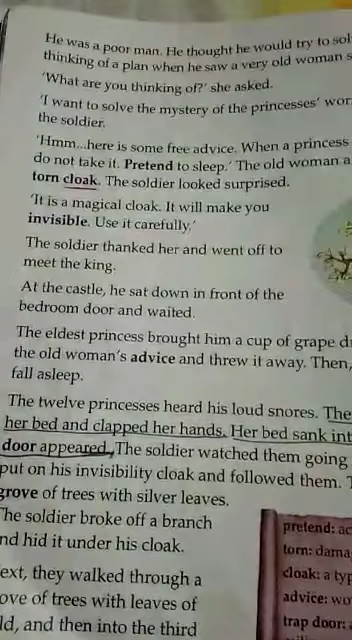 He was a poor man. He thought he would try to
thinking of a plan when he saw a very old woman
'What are you thinking of?' she asked.
'I want to solve the mystery of the princesses'
the soldier.
'Hmm...here is some free advice. When a princess
do not take it. Pretend to sleep.' The old woman
torn cloak. The soldier looked surprised.
'It is a magical cloak. It will make you
invisible. Use it carefully.'
The soldier thanked her and went off to
meet the king.
At the castle, he sat down in front of the
bedroom door and waited.
The eldest princess brought him a cup of grape
the old woman's advice and threw it away. Then,
fall asleep.
The twelve princesses heard his loud snores. The
her bed and clapped her hands. Her bed sank
door appeared. The soldier watched them going
put on his invisibility cloak and followed them.
grove of trees with silver leaves.
The soldier broke off a branch
nd hid it under his cloak.
ext, they walked through a
ove of trees with leaves of
ld, and then into the third
pretend:
torn:
cloak: a
advice:
trap door: